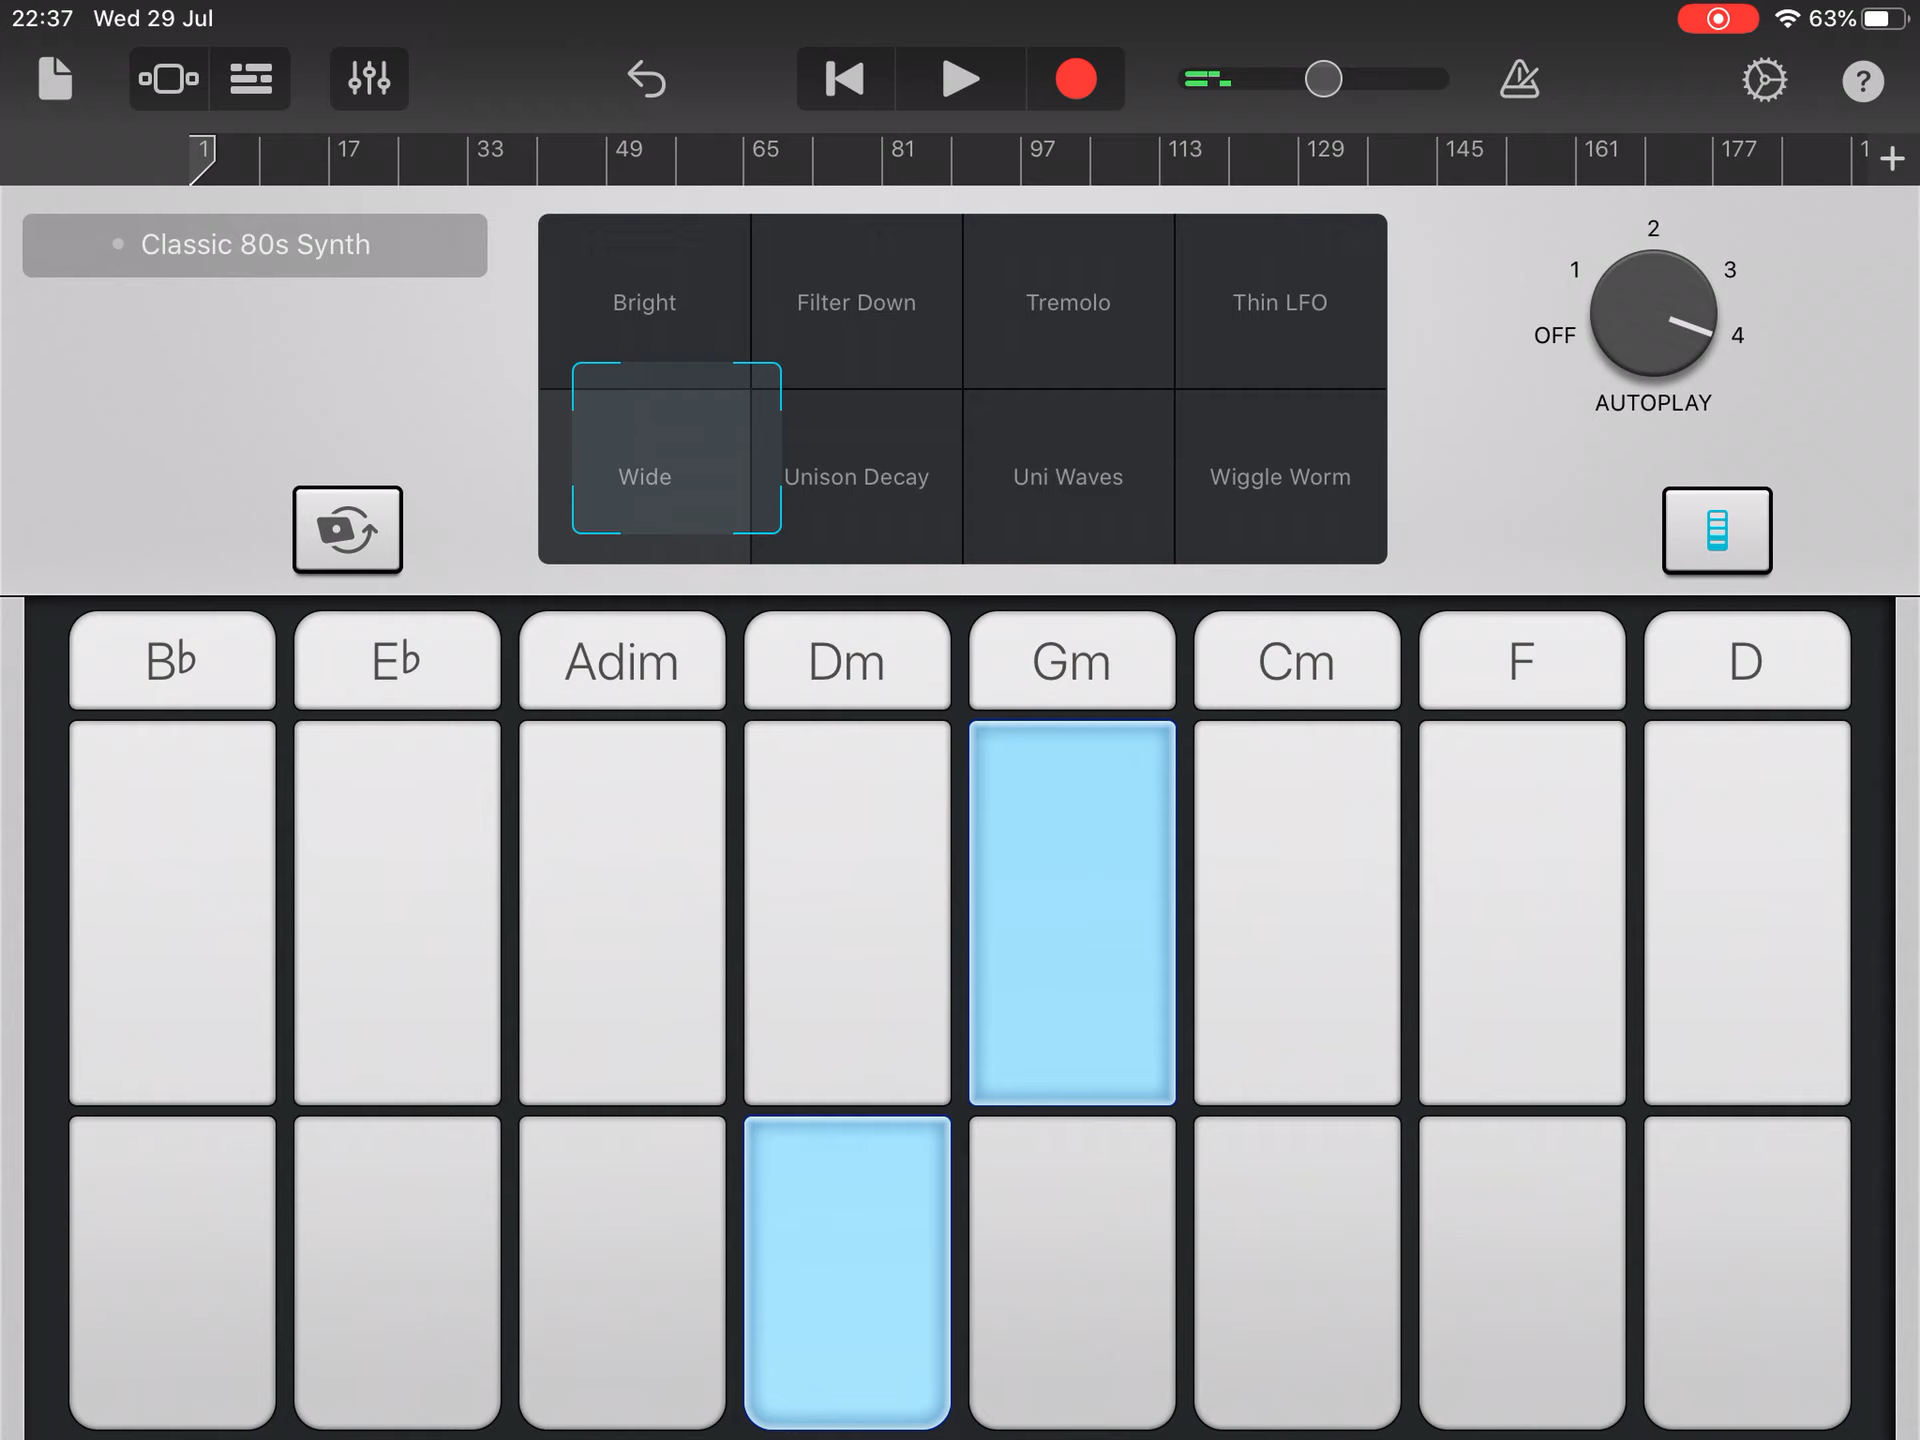 22:37 Wed 29 Jul 63%
?
1 17 33 49 65 81 97 113 129 145 161 177 1 +
Classic 80s Synth
Bright Filter Down Tremolo Thin LFO
Wide Unison Decay Uni Waves Wiggle Worm
2
1 3
OFF 4
AUTOPLAY
B♭ E♭ Adim Dm Gm Cm F D